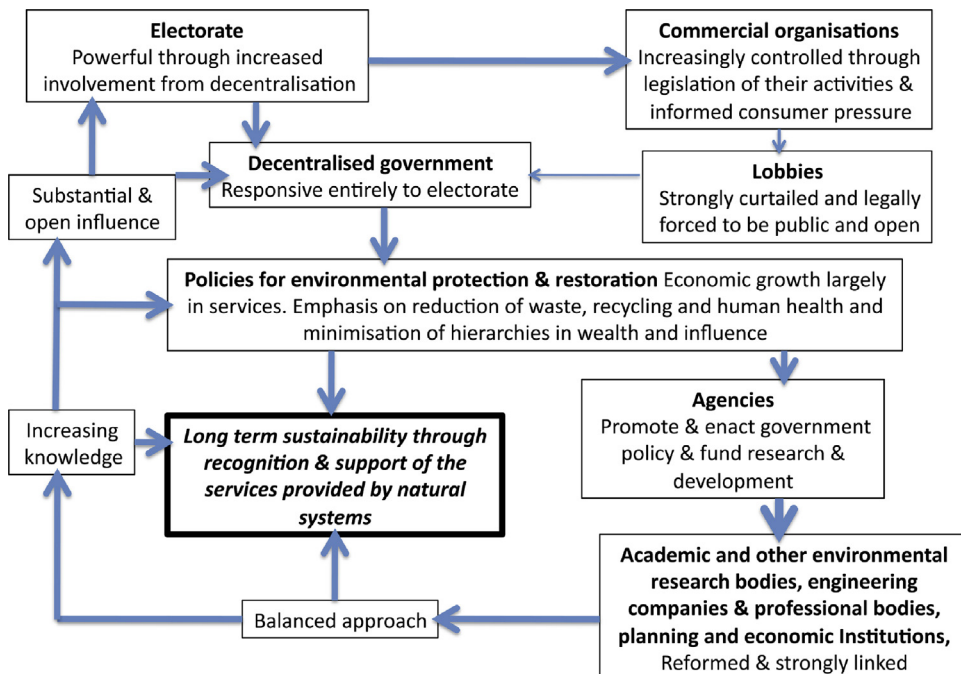 Electorate
Powerful through increased
involvement from decentralisation
Commercial organisations
Increasingly controlled through
legislation of their activities &
informed consumer pressure
Decentralised government
Responsive entirely to electorate
Lobbies
Strongly curtailed and legally
forced to be public and open
Substantial &
open influence
Policies for environmental protection & restoration Economic growth largely
in services. Emphasis on reduction of waste, recycling and human health and
minimisation of hierarchies in wealth and influence
Agencies
Promote & enact government
policy & fund research &
development
Increasing
knowledge
Long term sustainability through
recognition & support of the
services provided by natural
systems
Academic and other environmental
research bodies, engineering
companies & professional bodies,
planning and economic Institutions,
Reformed & strongly linked
Balanced approach